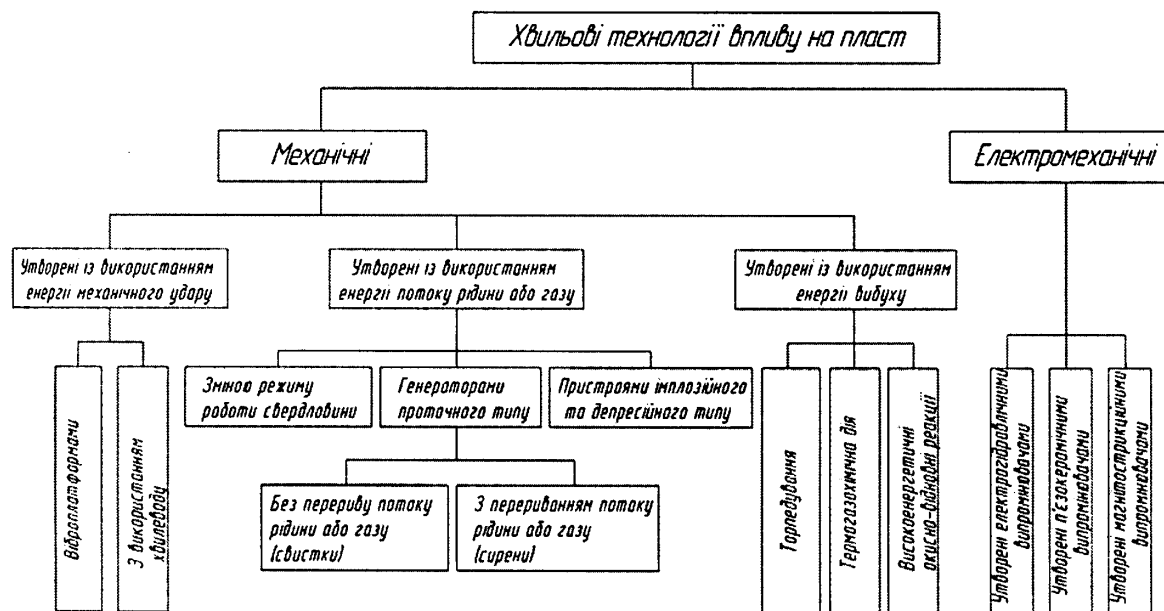 Хвильові технології впливу на пласт
Механічні
Електромеханічні
Утворені із використанням
енергії механічного удару
Утворені із використанням
енергії потоку рідини або газу
Утворені із використанням
енергії вибуху
Зміною режиму
роботи свердловини
Генераторами
проточного типу
Пристроями імплозійного
та депресійного типу
Без перериву потоку
рідини або газу
(свистки)
З перериванням потоку
рідини або газу
(сирени)
Віброплатформами
З використанням
хвилеводу
Торпедування
Термогазохімична дія
Високоенергетичні
окисно-відновні реакції
Утворені електрогідравлічними
випромінювачами
Утворені п'єзокерамічними
випромінювачами
Утворені магнитострикційними
випромінювачами